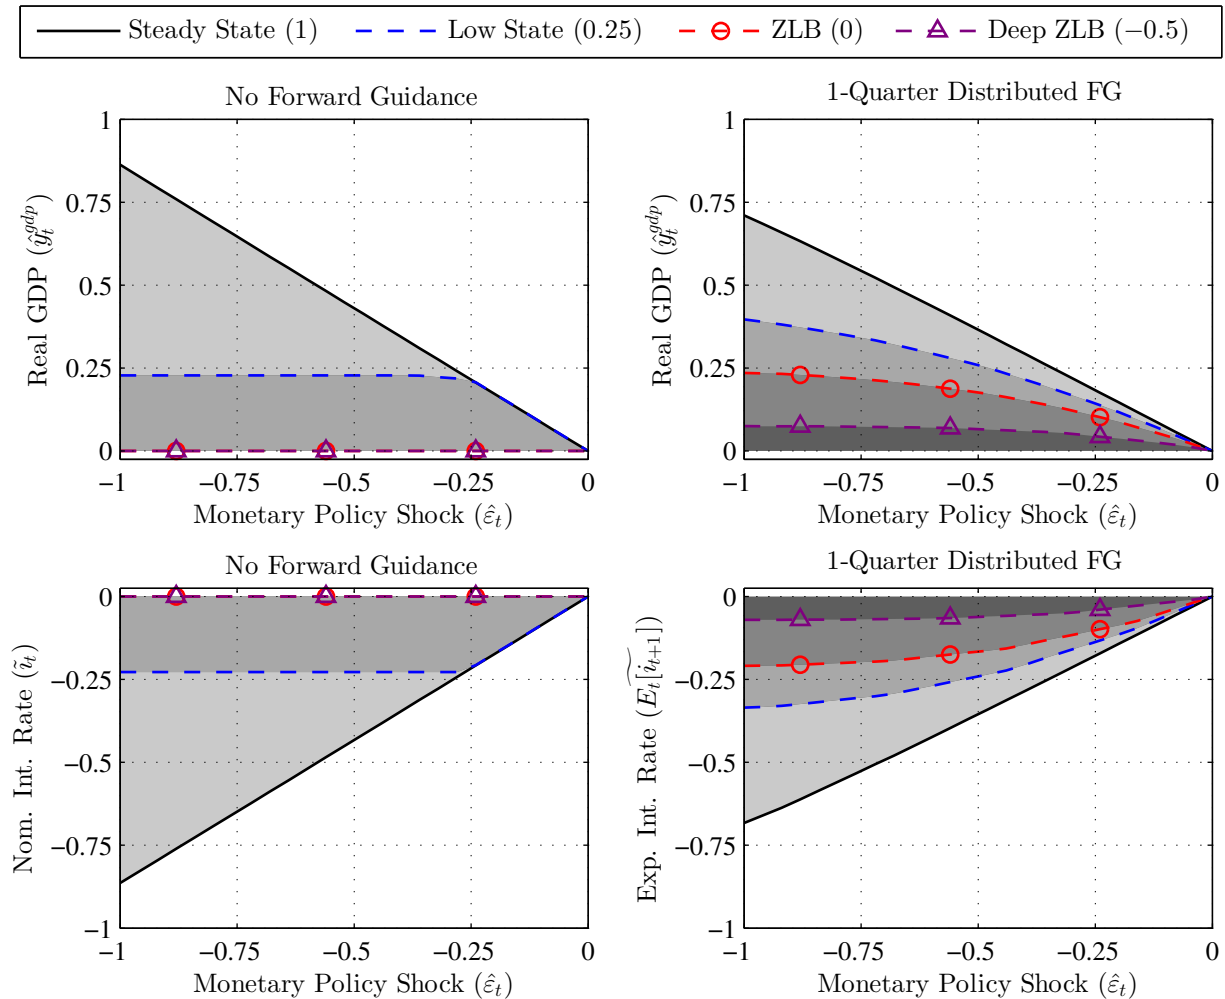 Steady State (1) Low State (0.25) ZLB (0) Deep ZLB (−0.5)
No Forward Guidance
1
0.75
0.5
0.25
0
−1 −0.75 −0.5 −0.25 0
Real GDP (ŷ_t^{gdp})
Monetary Policy Shock (ε̂_t)
1-Quarter Distributed FG
1
0.75
0.5
0.25
0
−1 −0.75 −0.5 −0.25 0
Real GDP (ŷ_t^{gdp})
Monetary Policy Shock (ε̂_t)
No Forward Guidance
0
−0.25
−0.5
−0.75
−1
−1 −0.75 −0.5 −0.25 0
Nom. Int. Rate (ĩ_t)
Monetary Policy Shock (ε̂_t)
1-Quarter Distributed FG
0
−0.25
−0.5
−0.75
−1
−1 −0.75 −0.5 −0.25 0
Exp. Int. Rate (\widetilde{E_t[i_{t+1}]})
Monetary Policy Shock (ε̂_t)